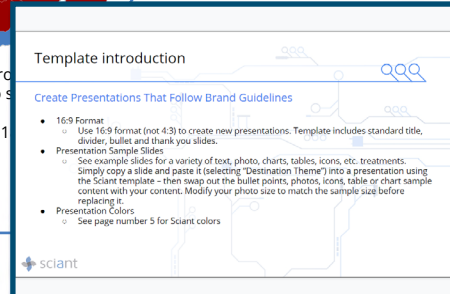 Template introduction
Create Presentations That Follow Brand Guidelines
16:9 Format
Use 16:9 format (not 4:3) to create new presentations. Template includes standard title,
divider, bullet and thank you slides.
Presentation Sample Slides
See example slides for a variety of text, photo, charts, tables, icons, etc. treatments.
Simply copy a slide and paste it (selecting “Destination Theme”) into a presentation using
the Sciant template – then swap out the bullet points, photos, icons, table or chart sample
content with your content. Modify your photo size to match the sample size before
replacing it.
Presentation Colors
See page number 5 for Sciant colors
sciant
1